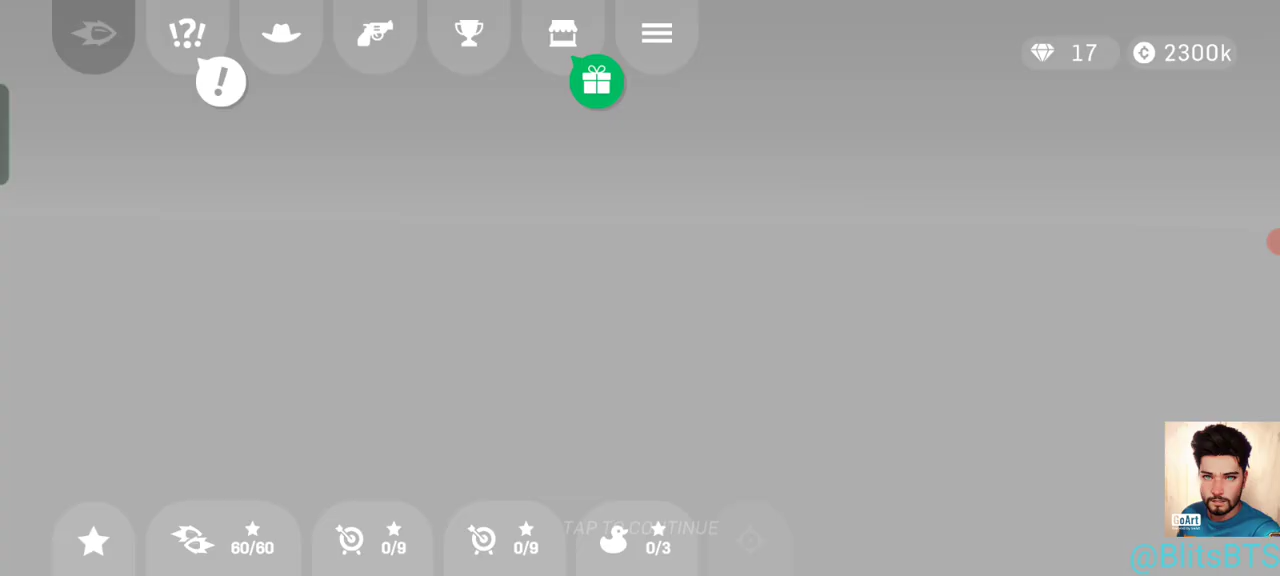 !?!
!
17
2300k
TAP TO CONTINUE
60/60
0/9
0/9
0/3
GoArt
@BlitsBTS